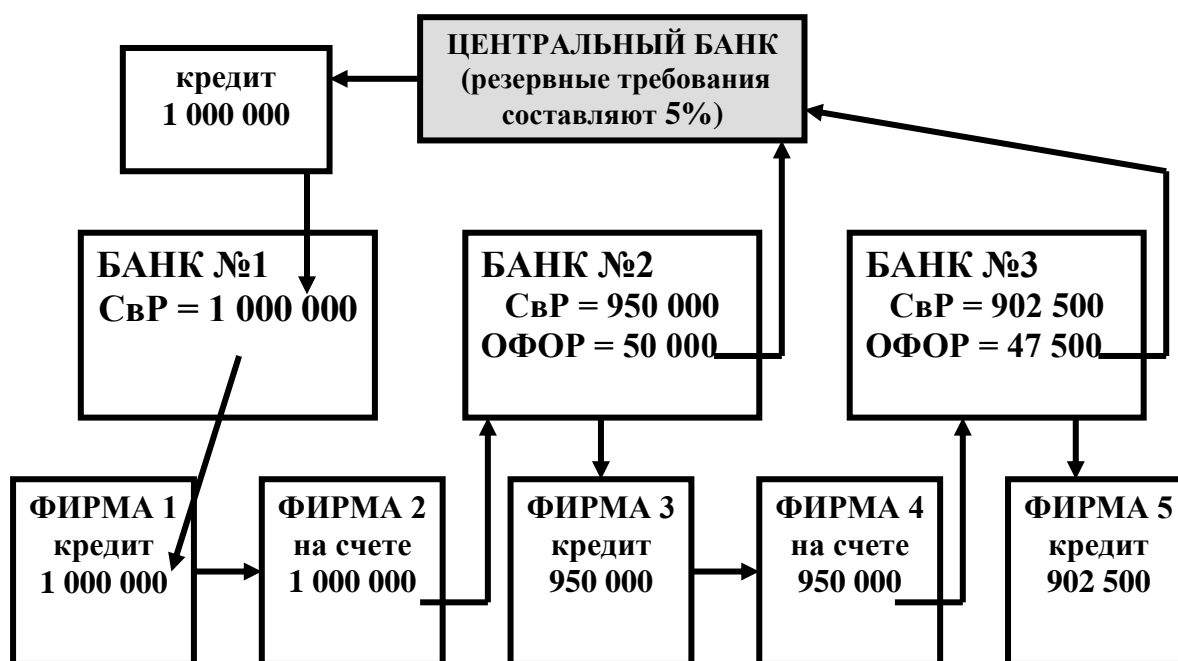 ЦЕНТРАЛЬНЫЙ БАНК
(резервные требования
составляют 5%)
кредит
1 000 000
БАНК №1
СвР = 1 000 000
БАНК №2
СвР = 950 000
ОФОР = 50 000
БАНК №3
СвР = 902 500
ОФОР = 47 500
ФИРМА 1
кредит
1 000 000
ФИРМА 2
на счете
1 000 000
ФИРМА 3
кредит
950 000
ФИРМА 4
на счете
950 000
ФИРМА 5
кредит
902 500